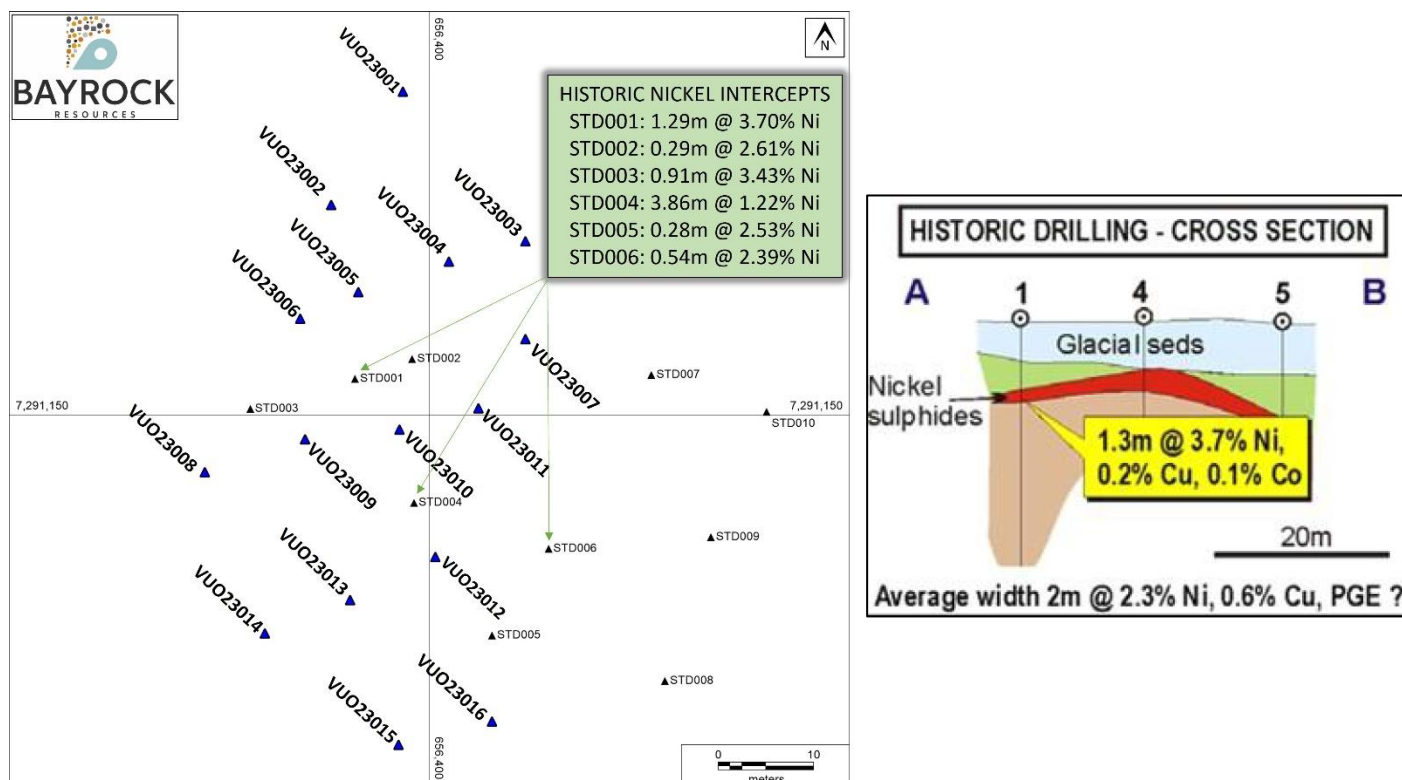 BAYROCK
RESOURCES
656,400
N
VUO23001
HISTORIC NICKEL INTERCEPTS
STD001: 1.29m @ 3.70% Ni
STD002: 0.29m @ 2.61% Ni
STD003: 0.91m @ 3.43% Ni
STD004: 3.86m @ 1.22% Ni
STD005: 0.28m @ 2.53% Ni
STD006: 0.54m @ 2.39% Ni
VUO23002
VUO23003
VUO23004
VUO23005
VUO23006
STD002
VUO23007
STD007
STD001
7,291,150
STD003
7,291,150
STD010
VUO23008
VUO23009
VUO23010
VUO23011
STD004
STD009
STD006
VUO23013
VUO23012
VUO23014
STD005
STD008
VUO23015
VUO23016
656,400
0 10
meters
HISTORIC DRILLING - CROSS SECTION
A 1 4 5 B
Glacial seds
Nickel
sulphides
1.3m @ 3.7% Ni,
0.2% Cu, 0.1% Co
20m
Average width 2m @ 2.3% Ni, 0.6% Cu, PGE ?